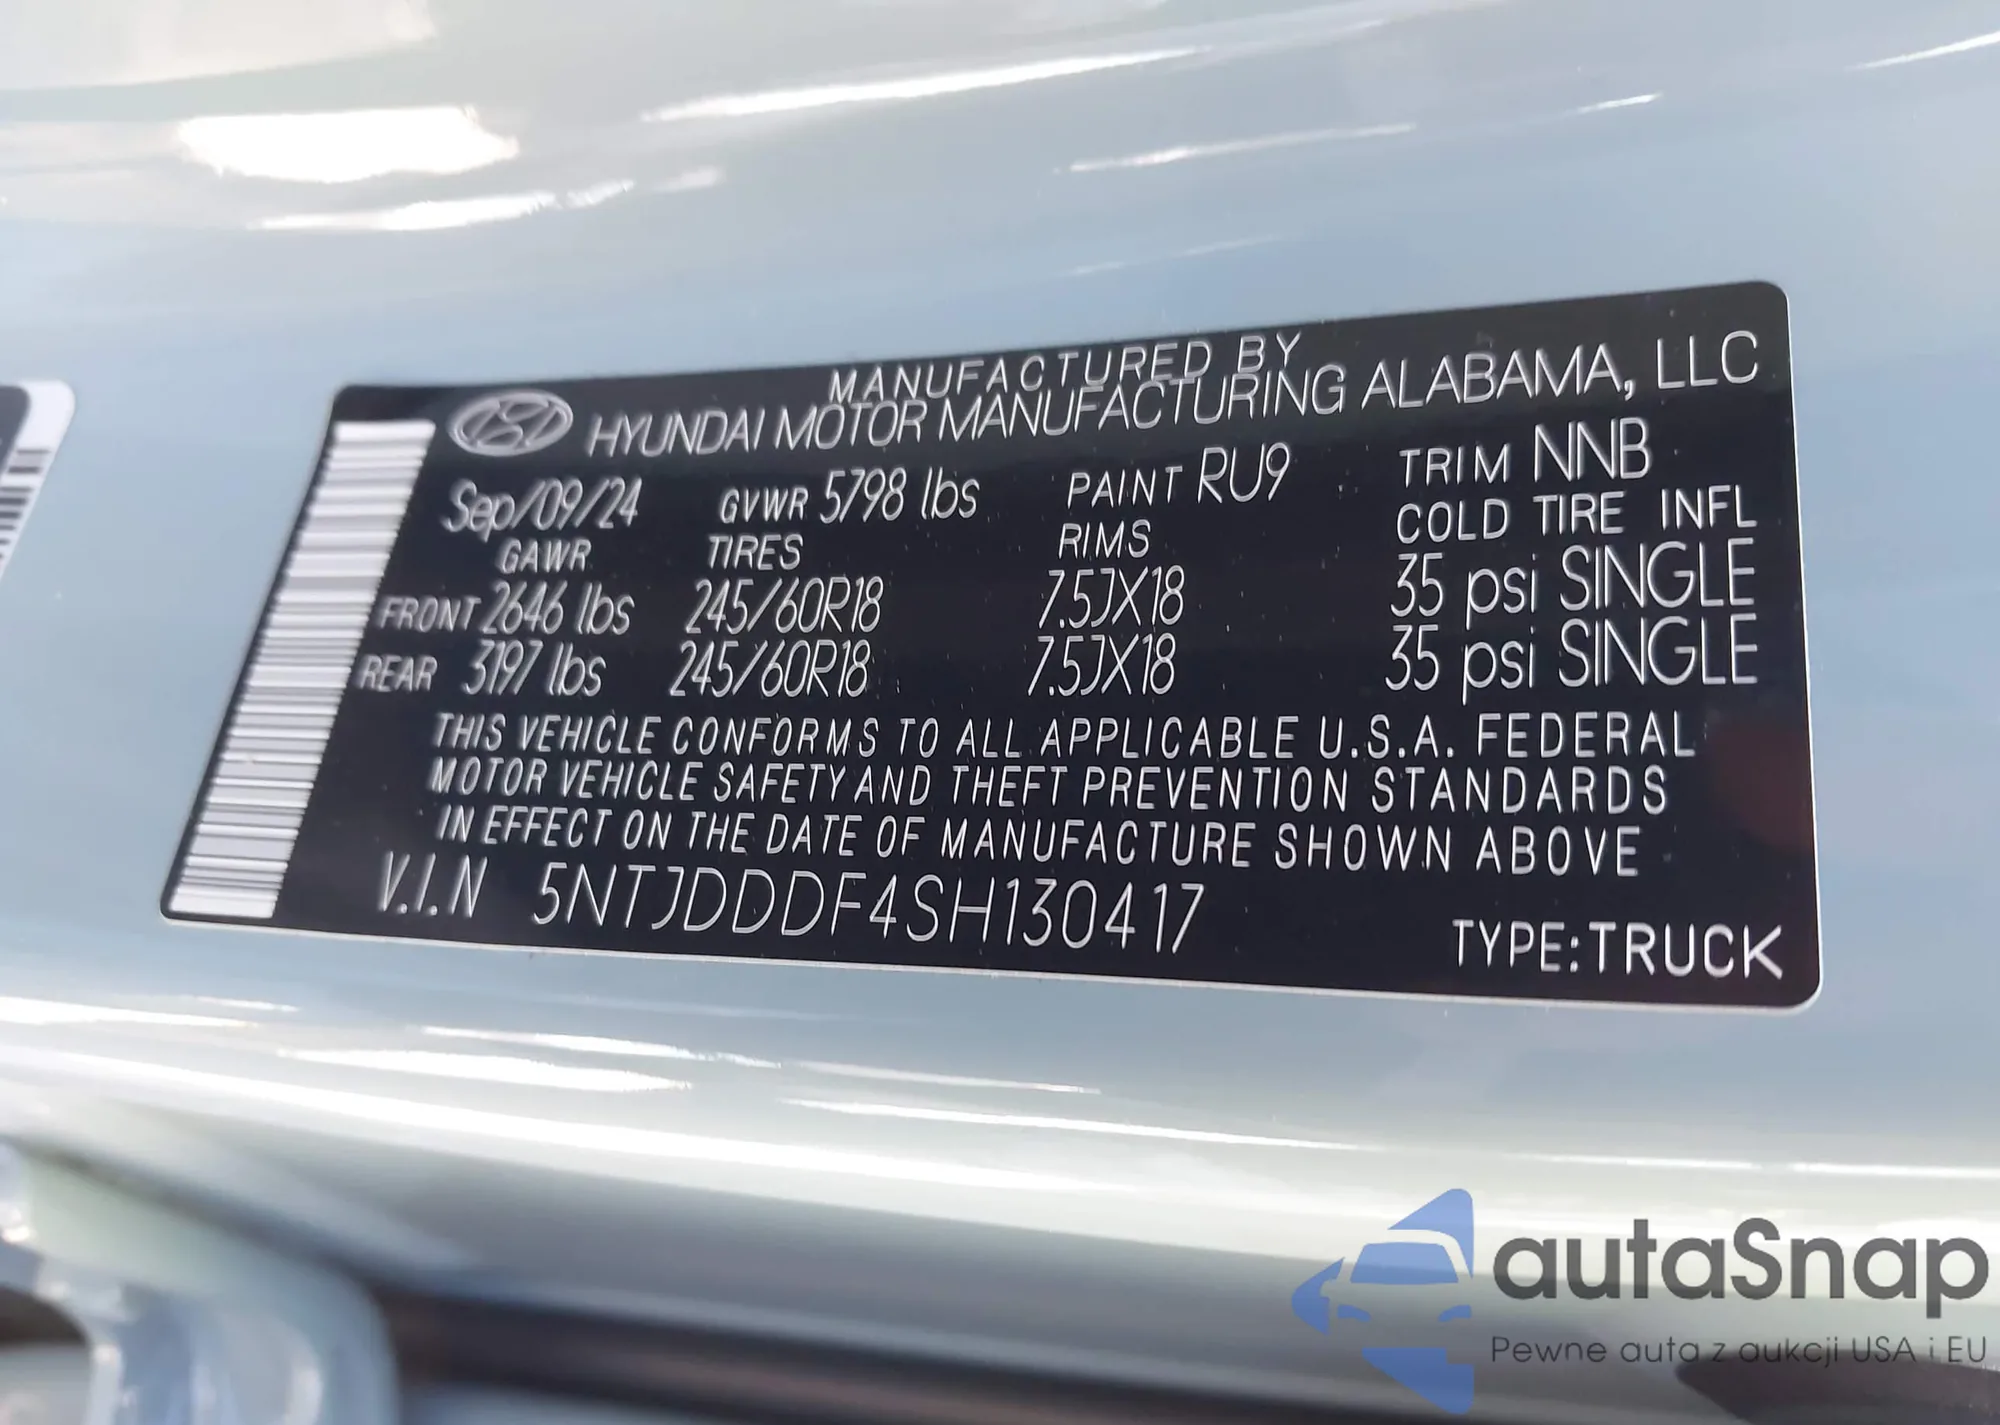 MANUFACTURED BY
HYUNDAI MOTOR MANUFACTURING ALABAMA, LLC
Sep/09/24 GVWR 5798 lbs PAINT RU9 TRIM NNB
GAWR TIRES RIMS COLD TIRE INFL
FRONT 2646 lbs 245/60R18 7.5JX18 35 psi SINGLE
REAR 3197 lbs 245/60R18 7.5JX18 35 psi SINGLE
THIS VEHICLE CONFORMS TO ALL APPLICABLE U.S.A. FEDERAL
MOTOR VEHICLE SAFETY AND THEFT PREVENTION STANDARDS
IN EFFECT ON THE DATE OF MANUFACTURE SHOWN ABOVE
V.I.N 5NTJDDDF4SH130417
TYPE:TRUCK
autaSnap
Pewne auta z aukcji USA i EU